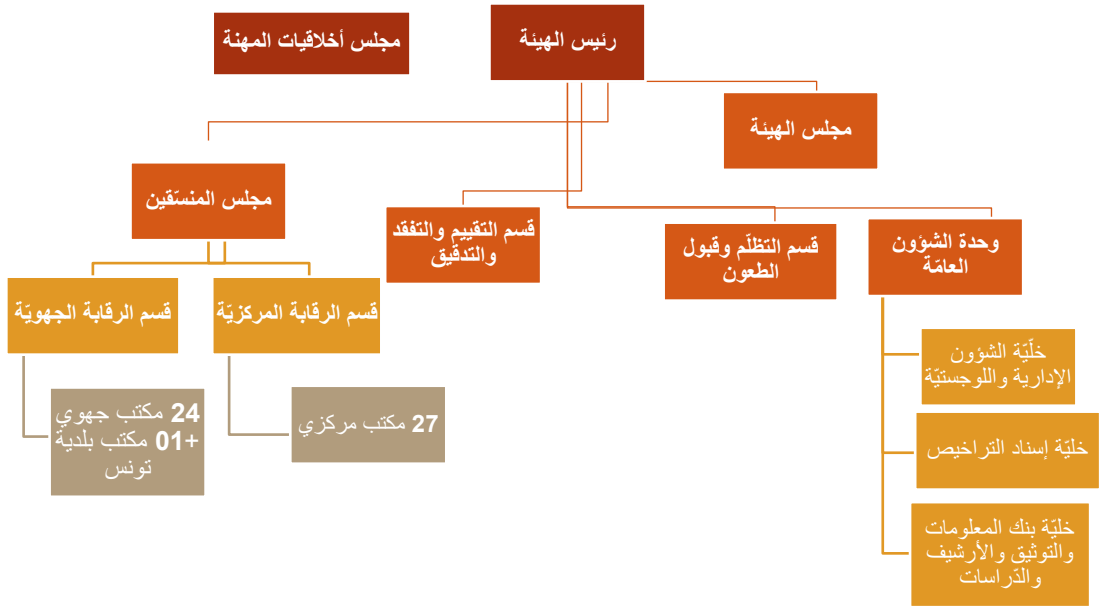 رئيس الهيئة
مجلس أخلاقيات المهنة
مجلس الهيئة
مجلس المنسّقين
وحدة الشؤون
العامّة
قسم التظلّم وقبول
الطعون
قسم التقييم والتفقد
والتدقيق
قسم الرقابة المركزيّة
قسم الرقابة الجهويّة
خلّيّة الشؤون
الإدارية واللوجستيّة
27 مكتب مركزي
24 مكتب جهوي
+01 مكتب بلدية
تونس
خليّة إسناد التراخيص
خليّة بنك المعلومات
والتوثيق والأرشيف
والدّراسات